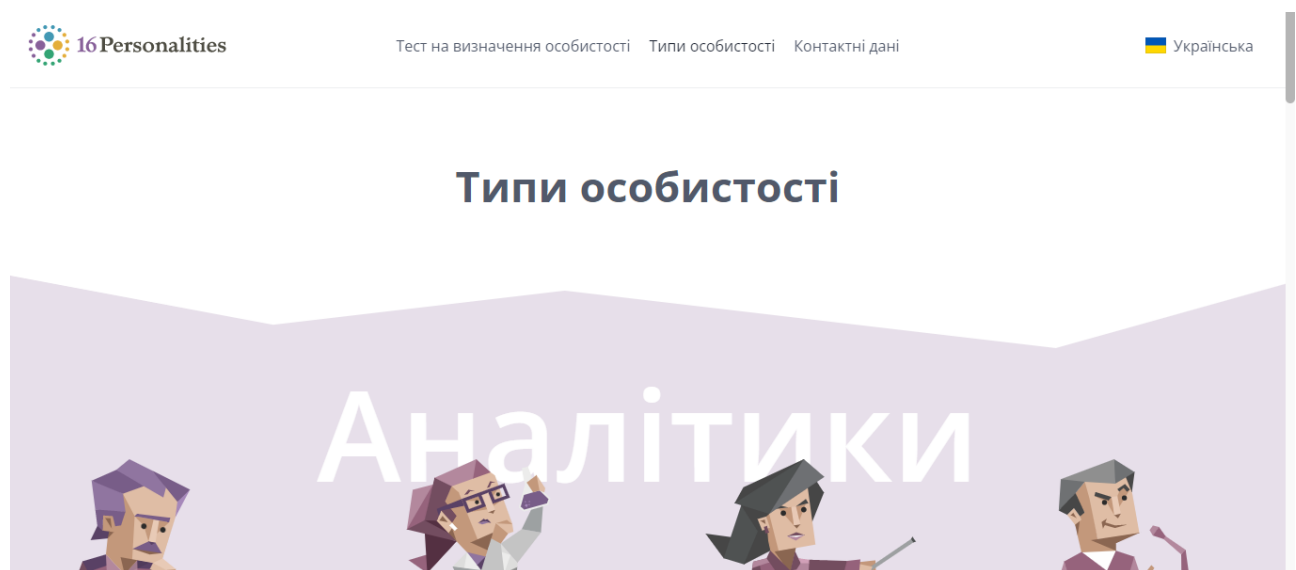 16Personalities
Тест на визначення особистості Типи особистості Контактні дані
Українська
Типи особистості
Аналітики